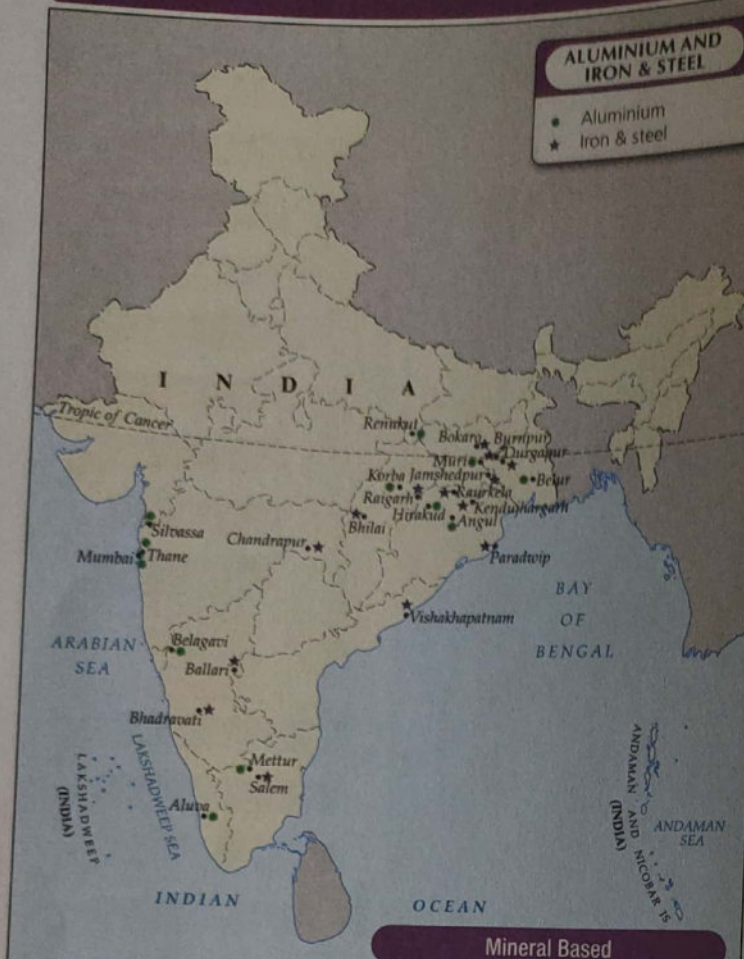 ALUMINIUM AND
IRON & STEEL
Aluminium
Iron & steel
I N D I A
Tropic of Cancer
Renukut
Bokaro
Burnpur
Durgapur
Muri
Korba
Jamshedpur
Belur
Raigarh
Raurkela
Hirakud
Kendujhargarh
Angul
Bhilai
Silvassa
Chandrapur
Mumbai
Thane
Paradwip
BAY
OF
BENGAL
Vishakhapatnam
ARABIAN
SEA
Belagavi
Ballari
Bhadravati
LAKSHADWEEP
(INDIA)
LAKSHADWEEP SEA
Mettur
Salem
Aluva
ANDAMAN AND NICOBAR IS
(INDIA)
ANDAMAN
SEA
INDIAN OCEAN
Mineral Based